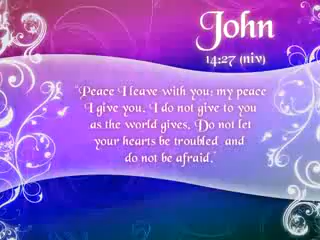 John
14:27 (niv)
"Peace I leave with you; my peace
I give you. I do not give to you
as the world gives. Do not let
your hearts be troubled and
do not be afraid."